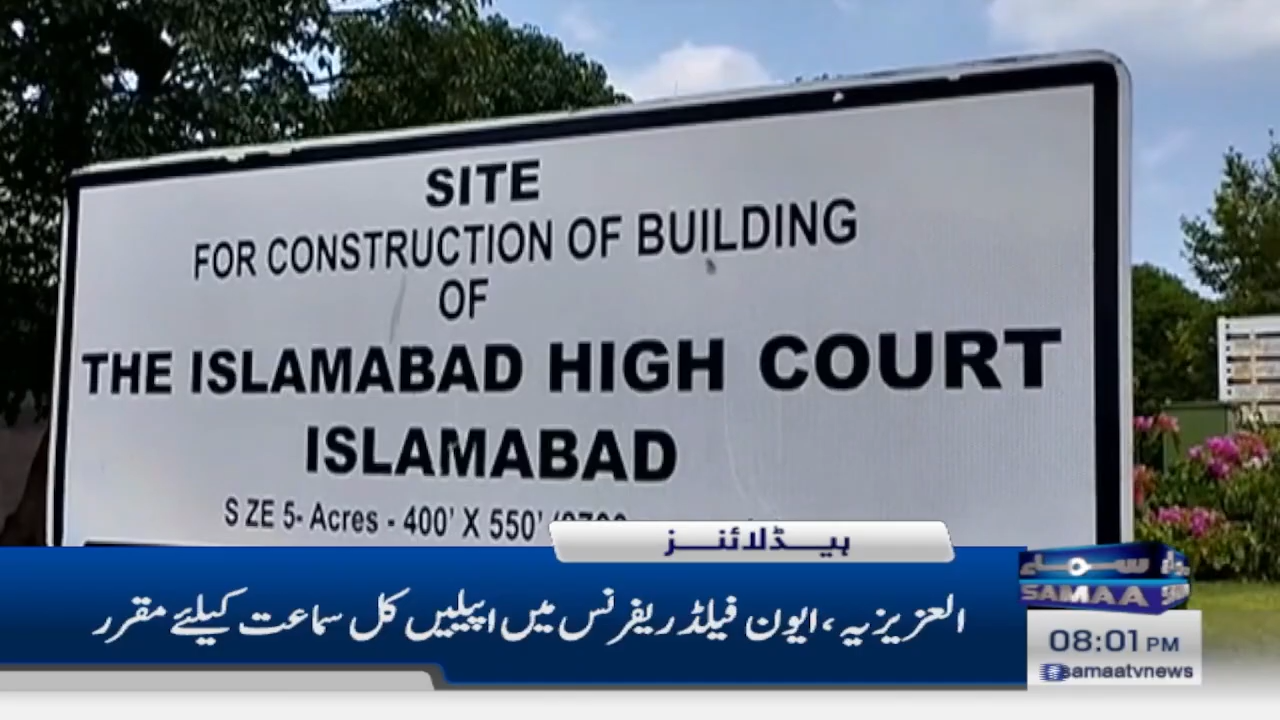 SITE
FOR CONSTRUCTION OF BUILDING
OF
THE ISLAMABAD HIGH COURT
ISLAMABAD
S ZE 5- Acres - 400' X 550'
ہیڈلائنز
العزیزیہ، ایون فیلڈ ریفرنس میں اپیلیں کل سماعت کیلئے مقرر
سماء
SAMAA
08:01 PM
samaatvnews